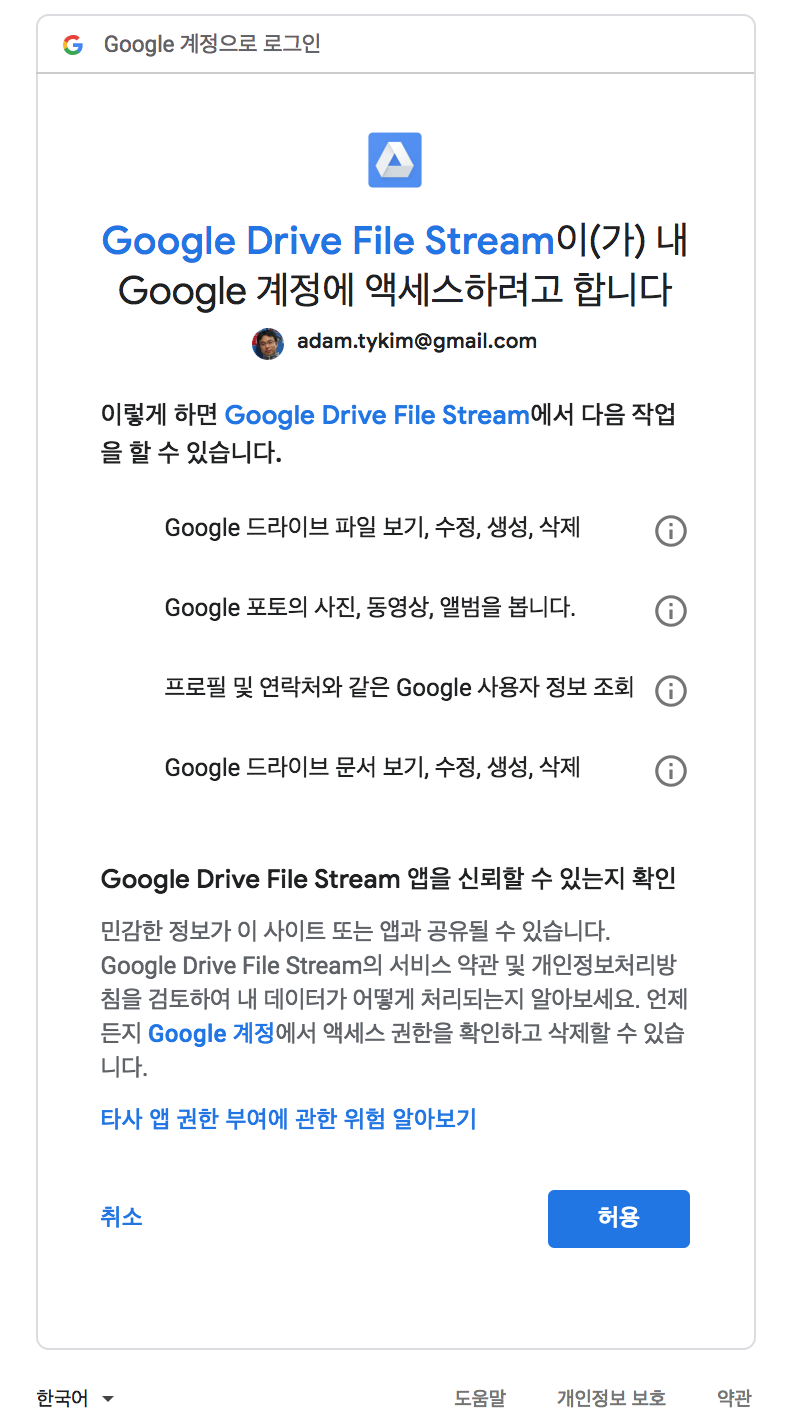 Google 계정으로 로그인
Google Drive File Stream이(가) 내
Google 계정에 액세스하려고 합니다
adam.tykim@gmail.com
이렇게 하면 Google Drive File Stream에서 다음 작업
을 할 수 있습니다.
Google 드라이브 파일 보기, 수정, 생성, 삭제
Google 포토의 사진, 동영상, 앨범을 봅니다.
프로필 및 연락처와 같은 Google 사용자 정보 조회
Google 드라이브 문서 보기, 수정, 생성, 삭제
Google Drive File Stream 앱을 신뢰할 수 있는지 확인
민감한 정보가 이 사이트 또는 앱과 공유될 수 있습니다.
Google Drive File Stream의 서비스 약관 및 개인정보처리방
침을 검토하여 내 데이터가 어떻게 처리되는지 알아보세요. 언제
든지 Google 계정에서 액세스 권한을 확인하고 삭제할 수 있습
니다.
타사 앱 권한 부여에 관한 위험 알아보기
취소 허용
한국어 도움말 개인정보 보호 약관